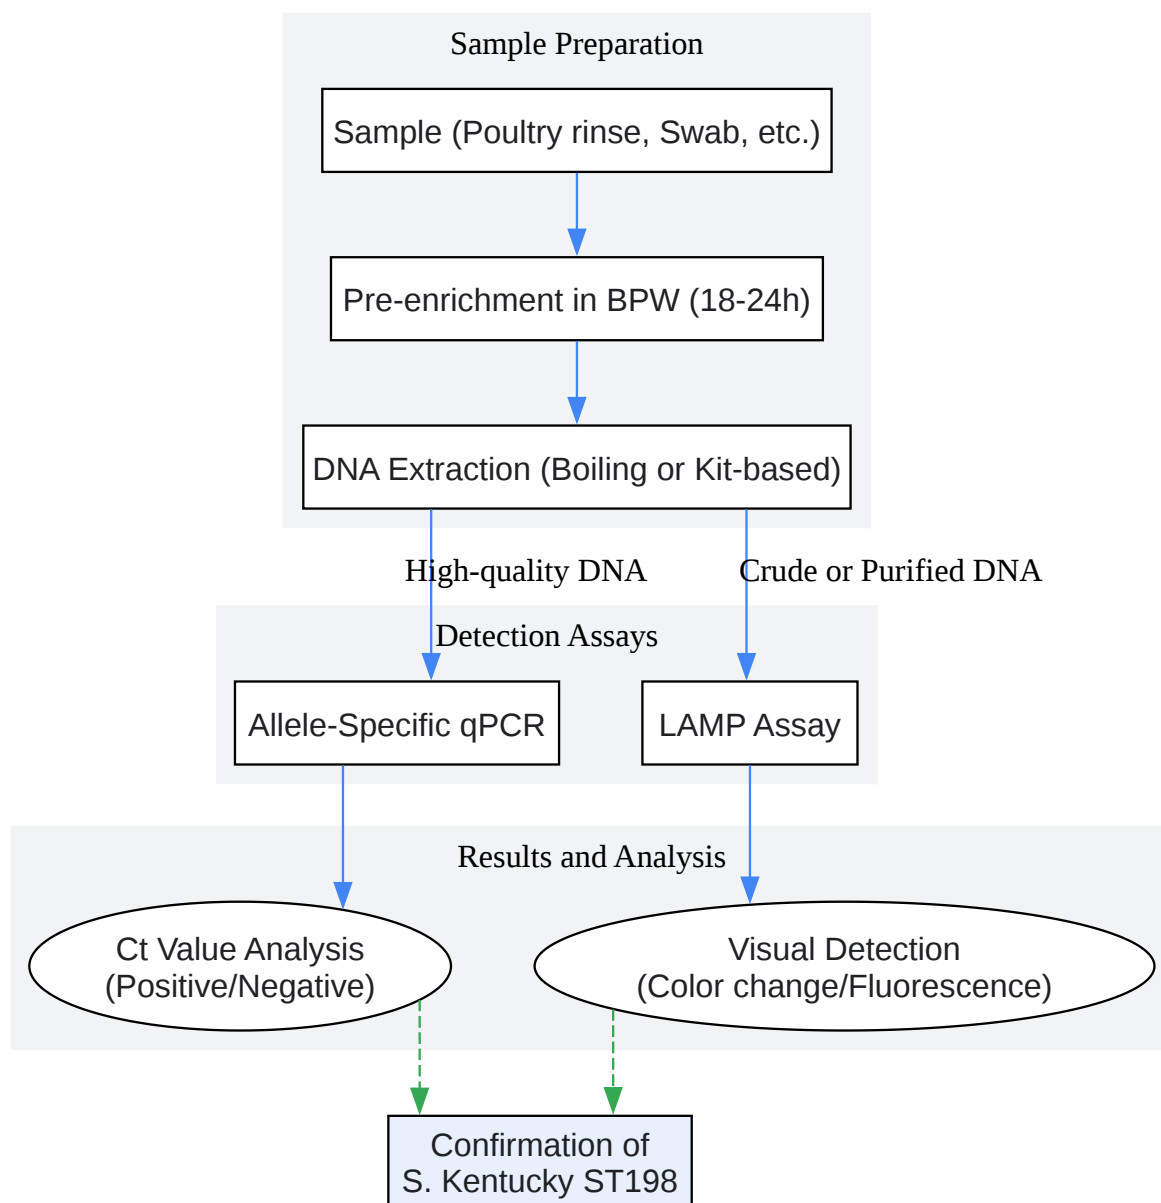 Sample Preparation
Sample (Poultry rinse, Swab, etc.)
Pre-enrichment in BPW (18-24h)
DNA Extraction (Boiling or Kit-based)
High-quality DNA
Crude or Purified DNA
Detection Assays
Allele-Specific qPCR
LAMP Assay
Results and Analysis
Ct Value Analysis
(Positive/Negative)
Visual Detection
(Color change/Fluorescence)
Confirmation of
S. Kentucky ST198